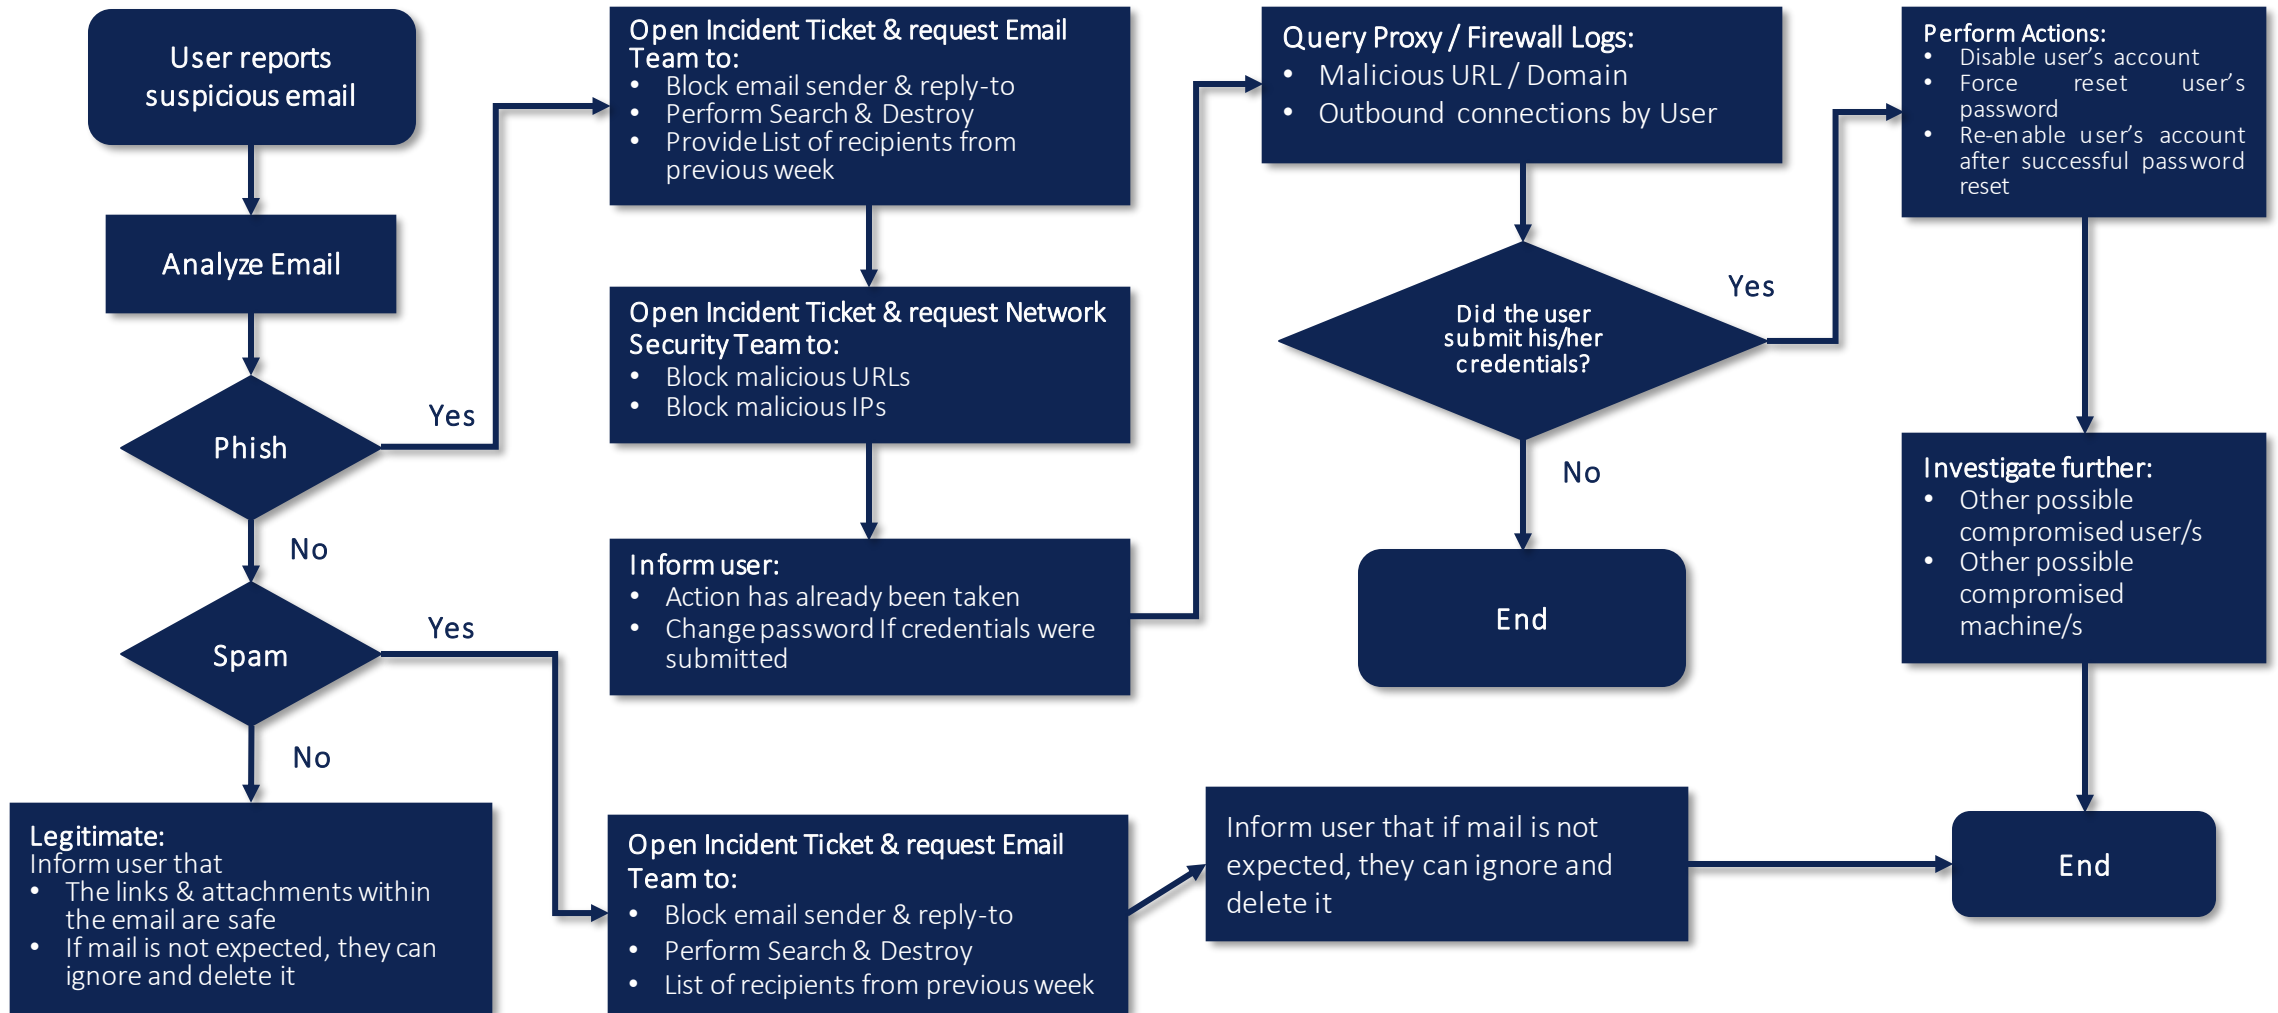 User reports
suspicious email
Analyze Email
Phish
Yes
No
Spam
Yes
No
Legitimate:
Inform user that
• The links & attachments within
the email are safe
• If mail is not expected, they can
ignore and delete it
Open Incident Ticket & request Email
Team to:
• Block email sender & reply-to
• Perform Search & Destroy
• Provide List of recipients from
previous week
Open Incident Ticket & request Network
Security Team to:
• Block malicious URLs
• Block malicious IPs
Inform user:
• Action has already been taken
• Change password If credentials were
submitted
Open Incident Ticket & request Email
Team to:
• Block email sender & reply-to
• Perform Search & Destroy
• List of recipients from previous week
Query Proxy / Firewall Logs:
• Malicious URL / Domain
• Outbound connections by User
Did the user
submit his/her
credentials?
Yes
No
End
Inform user that if mail is not
expected, they can ignore and
delete it
Perform Actions:
• Disable user’s account
• Force reset user’s
password
• Re-enable user’s account
after successful password
reset
Investigate further:
• Other possible
compromised user/s
• Other possible
compromised
machine/s
End